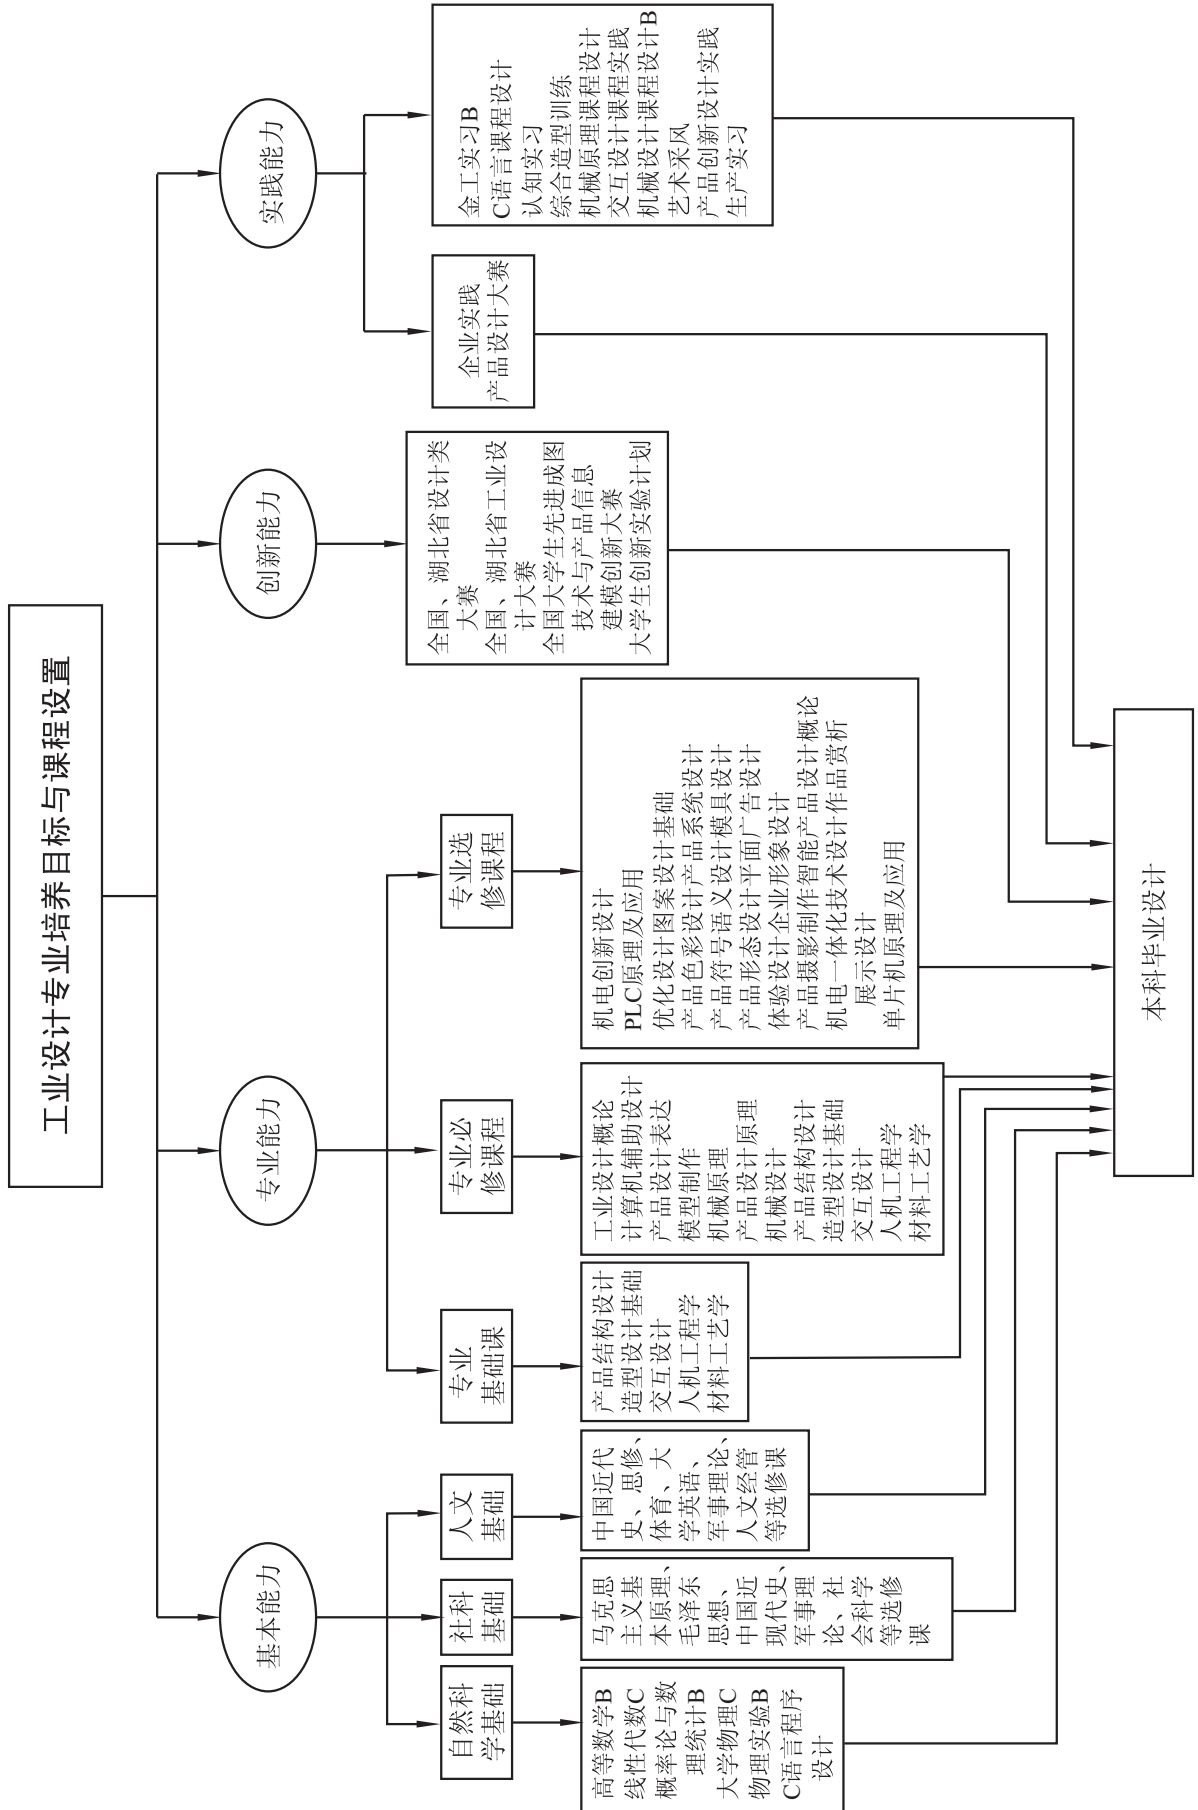 工业设计专业培养目标与课程设置
基本能力
专业能力
创新能力
实践能力
自然科
学基础
社科
基础
人文
基础
专业
基础课
专业必
修课程
专业选
修课程
高等数学B
线性代数C
概率论与数
理统计B
大学物理C
物理实验B
C语言程序
设计
马克思
主义基
本原理、
毛泽东
思想、
中国近
现代史、
军事理
论、社
会科学
等选修
课
中国近代
史、思修、
体育、大
学英语、
军事理论、
人文经管
等选修课
产品结构设计
造型设计基础
交互设计
人机工程学
材料工艺学
工业设计概论
计算机辅助设计
产品设计表达
模型制作
机械原理
产品设计原理
机械设计
产品结构设计
造型设计基础
交互设计
人机工程学
材料工艺学
机电创新设计
PLC原理及应用
优化设计图案设计基础
产品色彩设计产品系统设计
产品符号语义设计模具设计
产品形态设计平面广告设计
体验设计企业形象设计
产品摄影制作智能产品设计概论
机电一体化技术设计作品赏析
展示设计
单片机原理及应用
全国、湖北省设计类
大赛
全国、湖北省工业设
计大赛
全国大学生先进成图
技术与产品信息
建模创新大赛
大学生创新实验计划
企业实践
产品设计大赛
金工实习B
C语言课程设计
认知实习
综合造型训练
机械原理课程设计
交互设计课程实践
机械设计课程设计B
艺术采风
产品创新设计实践
生产实习
本科毕业设计